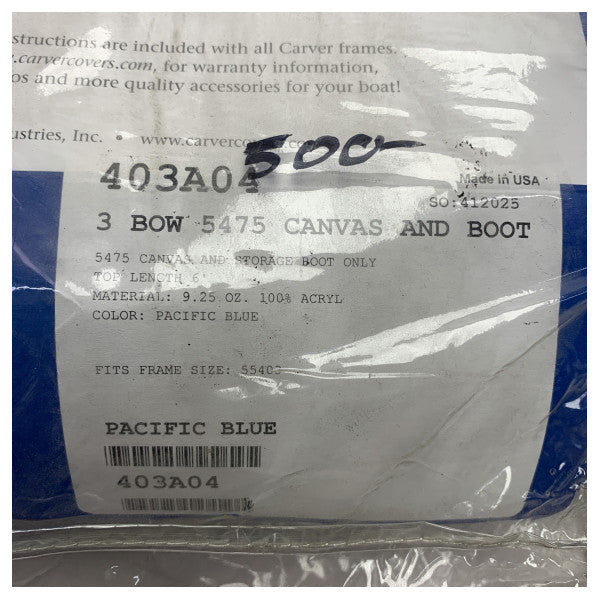 structions are included with all Carver frames.
.carvercovers.com, for warranty information,
os and more quality accessories for your boat!
ustries, Inc. • www.carverco
500-
403A04
Made in USA
SO:412025
3 BOW 5475 CANVAS AND BOOT
5475 CANVAS AND STORAGE BOOT ONLY
TOP LENGTH 6'
MATERIAL: 9.25 OZ. 100% ACRYL
COLOR: PACIFIC BLUE
FITS FRAME SIZE: 55403
PACIFIC BLUE
403A04